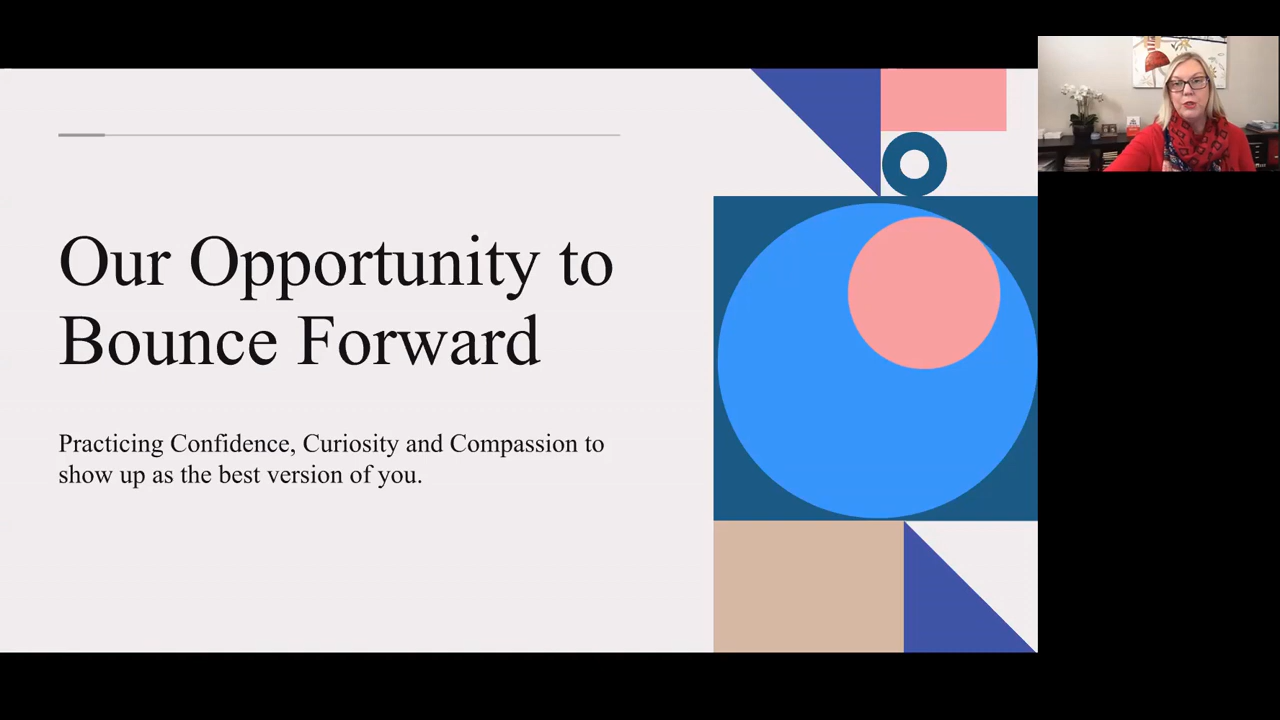 Our Opportunity to
Bounce Forward
Practicing Confidence, Curiosity and Compassion to
show up as the best version of you.